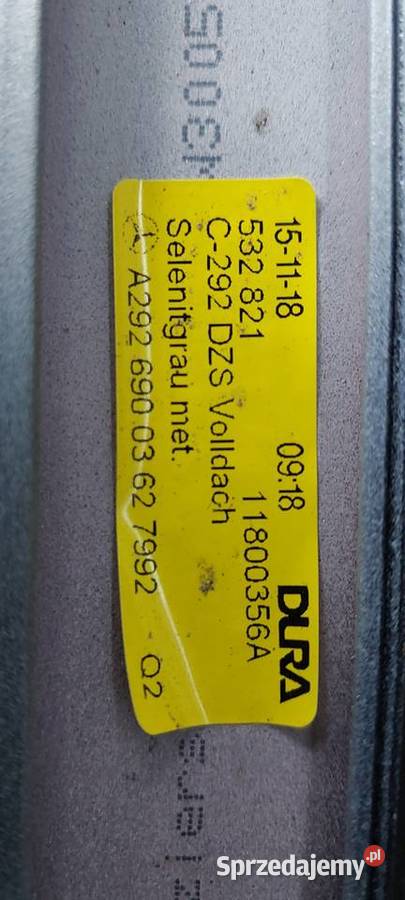 15-11-18 09:18 DURA
532 821 11800356A
C-292 DZS Volldach
Selenitgrau met.
A292 690 03 62 7992 Q2
Sprzedajemy.pl